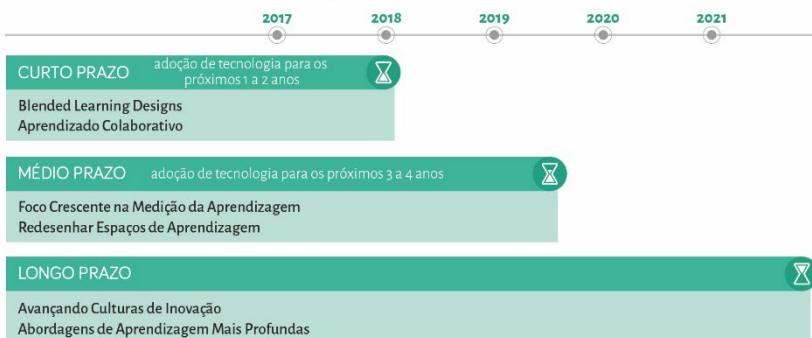 2017 2018 2019 2020 2021
CURTO PRAZO adoção de tecnologia para os
próximos 1 a 2 anos
Blended Learning Designs
Aprendizado Colaborativo
MÉDIO PRAZO adoção de tecnologia para os próximos 3 a 4 anos
Foco Crescente na Medição da Aprendizagem
Redesenhar Espaços de Aprendizagem
LONGO PRAZO
Avançando Culturas de Inovação
Abordagens de Aprendizagem Mais Profundas